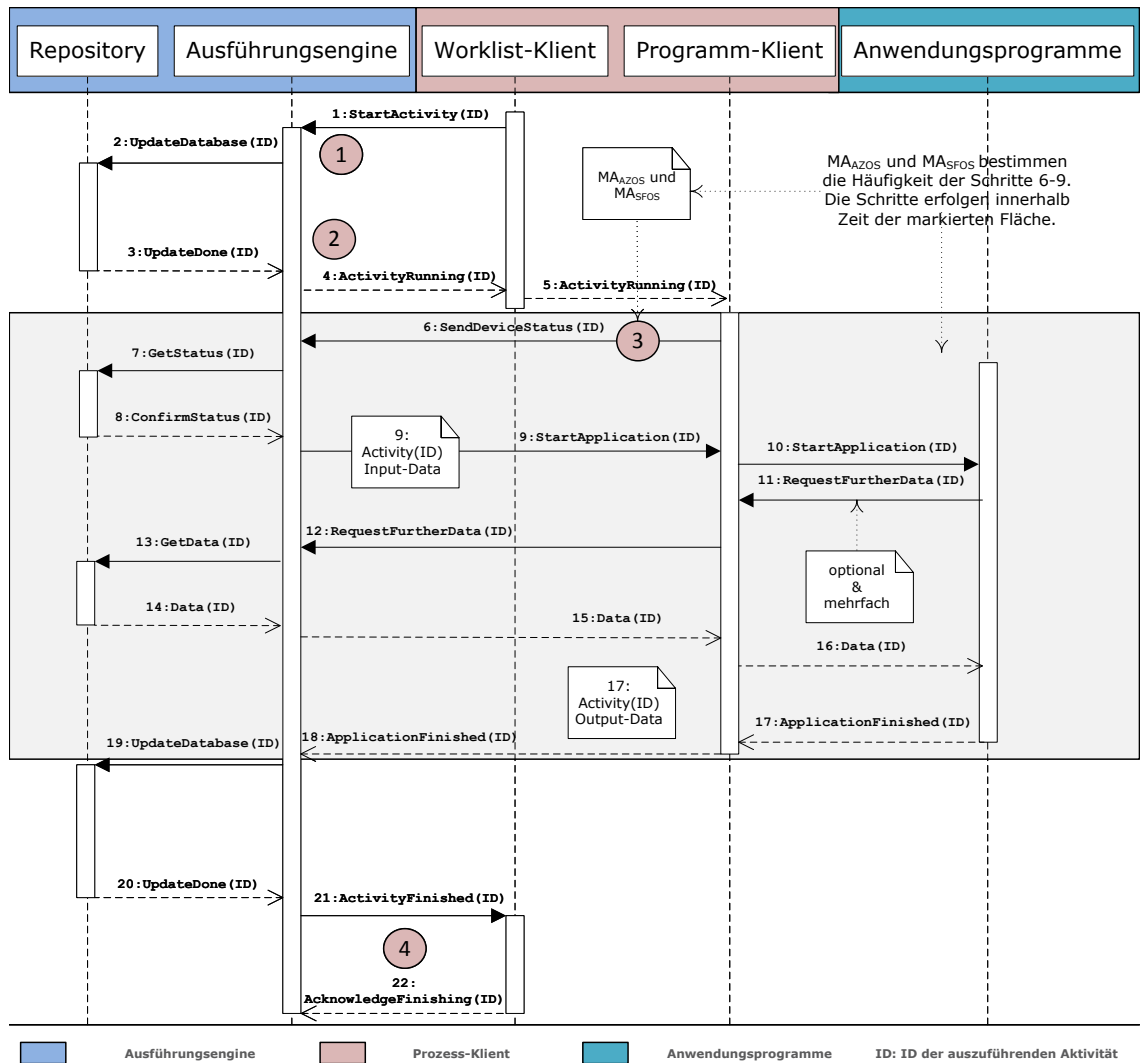 Repository
Ausführungsengine
Worklist-Klient
Programm-Klient
Anwendungsprogramme
1:StartActivity(ID)
1
2:UpdateDatabase(ID)
MAAZOS und
MASFOS
MAAZOS und MASFOS bestimmen
die Häufigkeit der Schritte 6-9.
Die Schritte erfolgen innerhalb
Zeit der markierten Fläche.
2
3:UpdateDone(ID)
4:ActivityRunning(ID)
5:ActivityRunning(ID)
6:SendDeviceStatus(ID)
3
7:GetStatus(ID)
8:ConfirmStatus(ID)
9:
Activity(ID)
Input-Data
9:StartApplication(ID)
10:StartApplication(ID)
11:RequestFurtherData(ID)
12:RequestFurtherData(ID)
13:GetData(ID)
optional
&
mehrfach
14:Data(ID)
15:Data(ID)
16:Data(ID)
17:
Activity(ID)
Output-Data
17:ApplicationFinished(ID)
18:ApplicationFinished(ID)
19:UpdateDatabase(ID)
20:UpdateDone(ID)
21:ActivityFinished(ID)
4
22:
AcknowledgeFinishing(ID)
Ausführungsengine
Prozess-Klient
Anwendungsprogramme
ID: ID der auszuführenden Aktivität